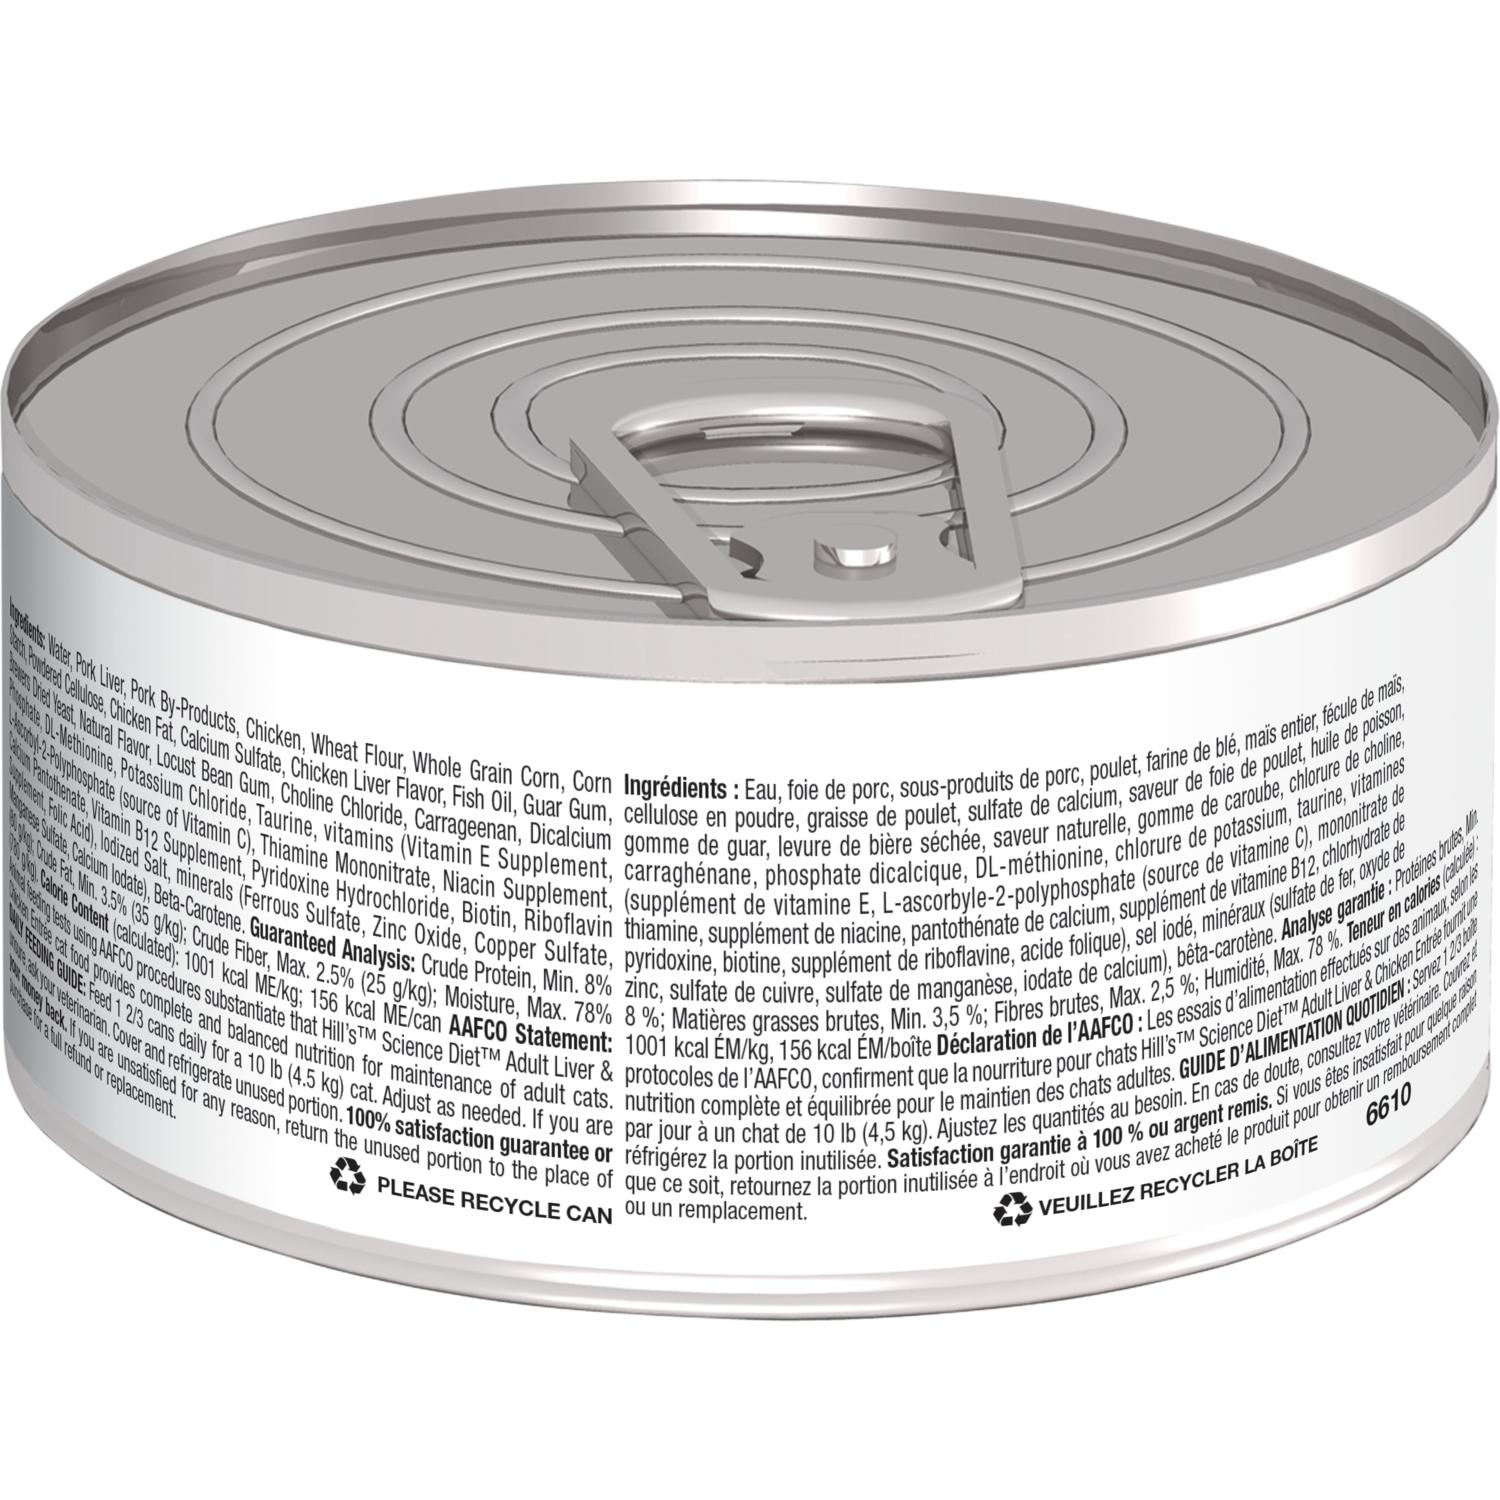 Ingredients: Water, Pork Liver, Pork By-Products, Chicken, Wheat Flour, Whole Grain Corn, Corn
Starch, Powdered Cellulose, Chicken Fat, Calcium Sulfate, Chicken Liver Flavor, Fish Oil, Guar Gum,
Brewers Dried Yeast, Natural Flavor, Locust Bean Gum, Choline Chloride, Carrageenan, Dicalcium
Phosphate, DL-Methionine, Potassium Chloride, Taurine, vitamins (Vitamin E Supplement,
L-Ascorbyl-2-Polyphosphate (source of Vitamin C), Thiamine Mononitrate, Niacin Supplement,
Calcium Pantothenate, Vitamin B12 Supplement, Pyridoxine Hydrochloride, Biotin, Riboflavin
Supplement, Folic Acid), Iodized Salt, minerals (Ferrous Sulfate, Zinc Oxide, Copper Sulfate,
Manganese Sulfate, Calcium Iodate), Beta-Carotene. Guaranteed Analysis: Crude Protein, Min. 8%
(80 g/kg); Crude Fat, Min. 3.5% (35 g/kg); Crude Fiber, Max. 2.5% (25 g/kg); Moisture, Max. 78%
(780 g/kg). Calorie Content (calculated): 1001 kcal ME/kg; 156 kcal ME/can AAFCO Statement:
Animal feeding tests using AAFCO procedures substantiate that Hill's™ Science Diet™ Adult Liver &
Chicken Entrée cat food provides complete and balanced nutrition for maintenance of adult cats.
DAILY FEEDING GUIDE: Feed 1 2/3 cans daily for a 10 lb (4.5 kg) cat. Adjust as needed. If you are
unsure, ask your veterinarian. Cover and refrigerate unused portion. 100% satisfaction guarantee or
your money back. If you are unsatisfied for any reason, return the unused portion to the place of
purchase for a full refund or replacement.
PLEASE RECYCLE CAN
Ingrédients : Eau, foie de porc, sous-produits de porc, poulet, farine de blé, maïs entier, fécule de maïs,
cellulose en poudre, graisse de poulet, sulfate de calcium, saveur de foie de poulet, huile de poisson,
gomme de guar, levure de bière séchée, saveur naturelle, gomme de caroube, chlorure de choline,
carraghénane, phosphate dicalcique, DL-méthionine, chlorure de potassium, taurine, vitamines
(supplément de vitamine E, L-ascorbyle-2-polyphosphate (source de vitamine C), mononitrate de
thiamine, supplément de niacine, pantothénate de calcium, supplément de vitamine B12, chlorhydrate de
pyridoxine, biotine, supplément de riboflavine, acide folique), sel iodé, minéraux (sulfate de fer, oxyde de
zinc, sulfate de cuivre, sulfate de manganèse, iodate de calcium), bêta-carotène. Analyse garantie : Protéines brutes, Min.
8 %; Matières grasses brutes, Min. 3,5 %; Fibres brutes, Max. 2,5 %; Humidité, Max. 78 %. Teneur en calories (calculée) :
1001 kcal ÉM/kg, 156 kcal ÉM/boîte Déclaration de l'AAFCO : Les essais d'alimentation effectués sur des animaux, selon les
protocoles de l'AAFCO, confirment que la nourriture pour chats Hill's™ Science Diet™ Adult Liver & Chicken Entrée fournit une
nutrition complète et équilibrée pour le maintien des chats adultes. GUIDE D'ALIMENTATION QUOTIDIEN : Servez 1 2/3 boîte
par jour à un chat de 10 lb (4,5 kg). Ajustez les quantités au besoin. En cas de doute, consultez votre vétérinaire. Couvrez et
réfrigérez la portion inutilisée. Satisfaction garantie à 100 % ou argent remis. Si vous êtes insatisfait pour quelque raison
que ce soit, retournez la portion inutilisée à l'endroit où vous avez acheté le produit pour obtenir un remboursement complet
ou un remplacement.
VEUILLEZ RECYCLER LA BOÎTE
6610